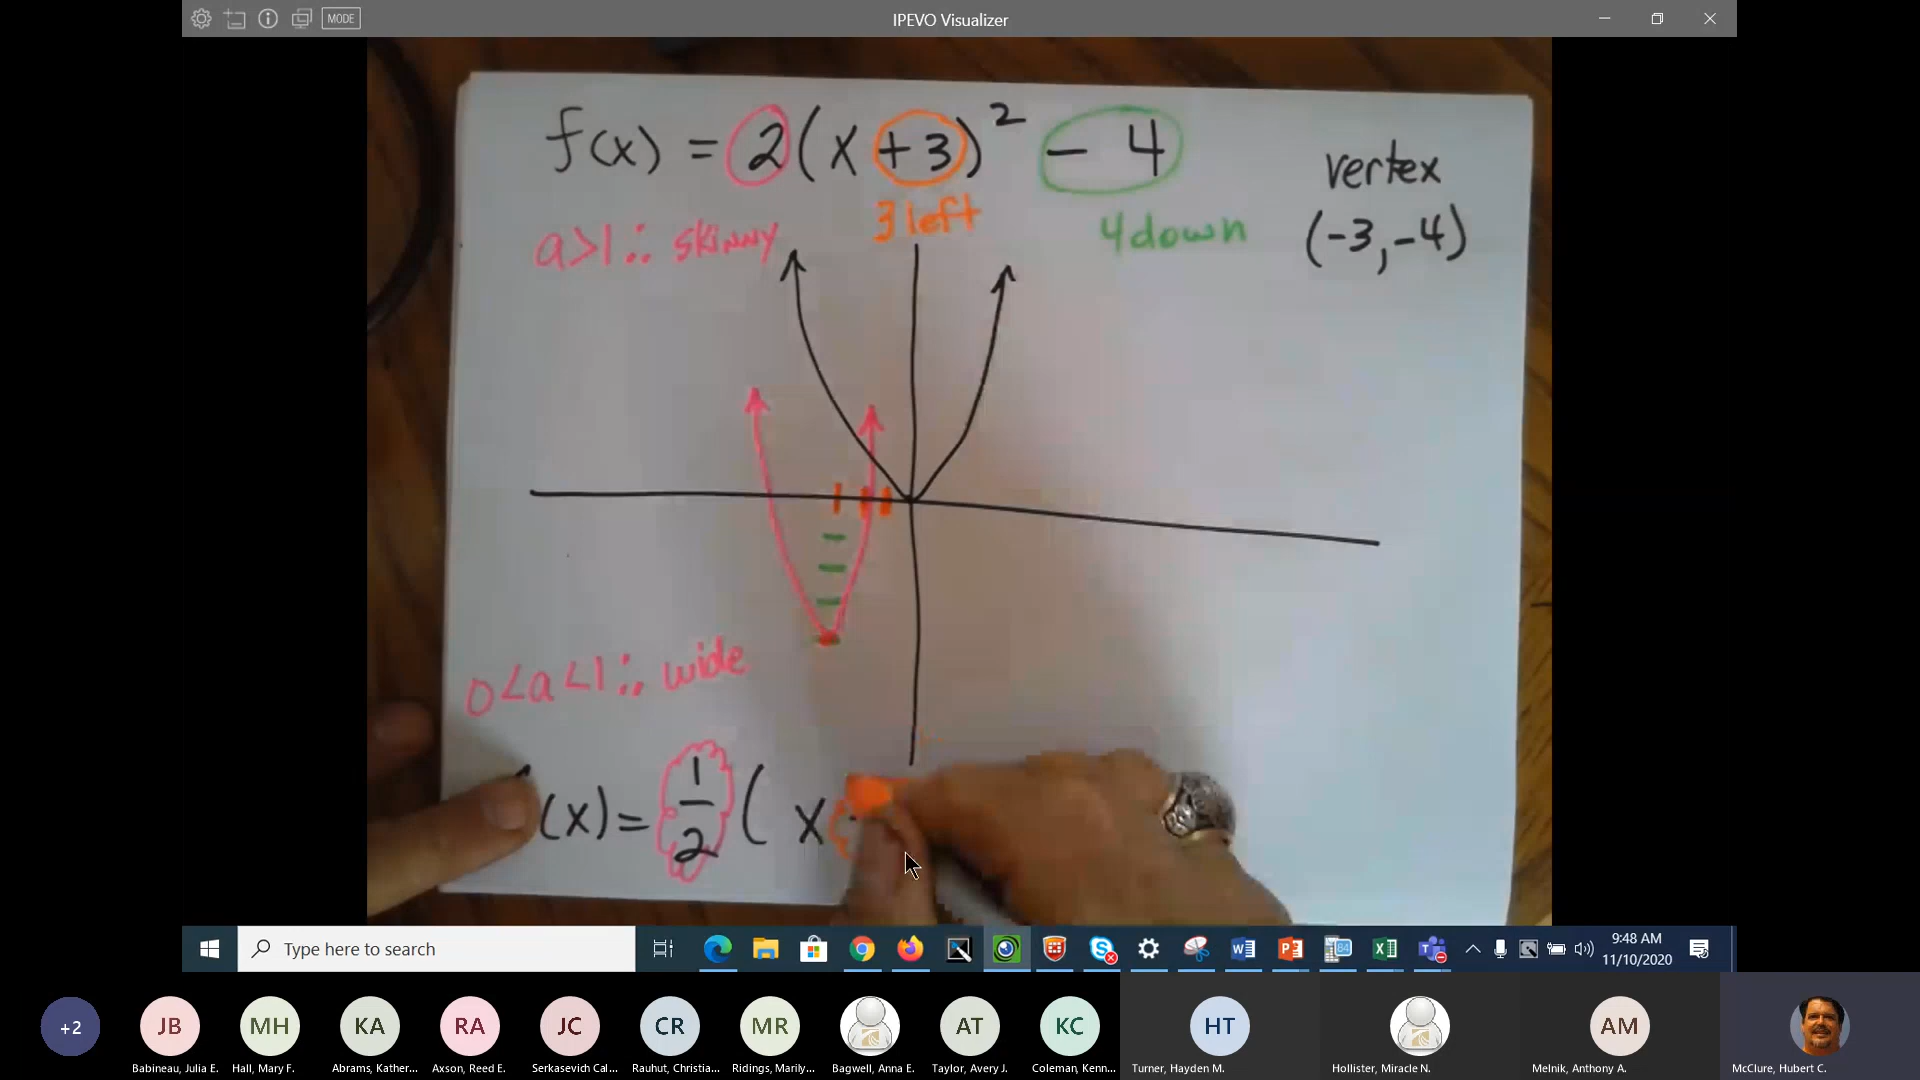 MODE
IPEVO Visualizer
f(x) = 2(x+3)² - 4
vertex
(-3,-4)
a>1 ∴ skinny
3 left
4 down
0<a<1 ∴ wide
(x) = 1/2 ( x
Type here to search
9:48 AM
11/10/2020
+2
JB
MH
KA
RA
JC
CR
MR
AT
KC
HT
AM
Babineau, Julia E.
Hall, Mary F.
Abrams, Kather...
Axson, Reed E.
Serkasevich Cal...
Rauhut, Christia...
Ridings, Marily...
Bagwell, Anna E.
Taylor, Avery J.
Coleman, Kenn...
Turner, Hayden M.
Hollister, Miracle N.
Melnik, Anthony A.
McClure, Hubert C.